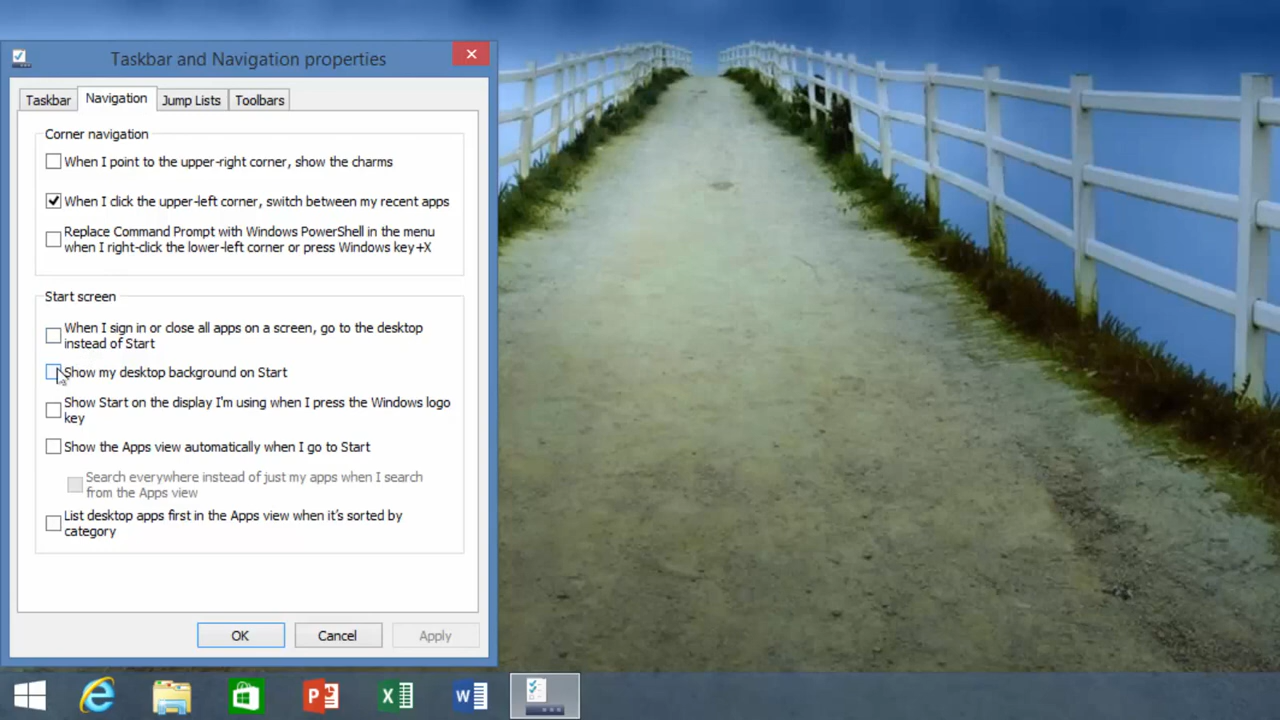 Taskbar and Navigation properties
Taskbar
Navigation
Jump Lists
Toolbars
Corner navigation
When I point to the upper-right corner, show the charms
When I click the upper-left corner, switch between my recent apps
Replace Command Prompt with Windows PowerShell in the menu
when I right-click the lower-left corner or press Windows key+X
Start screen
When I sign in or close all apps on a screen, go to the desktop
instead of Start
Show my desktop background on Start
Show Start on the display I'm using when I press the Windows logo
key
Show the Apps view automatically when I go to Start
Search everywhere instead of just my apps when I search
from the Apps view
List desktop apps first in the Apps view when it's sorted by
category
OK
Cancel
Apply